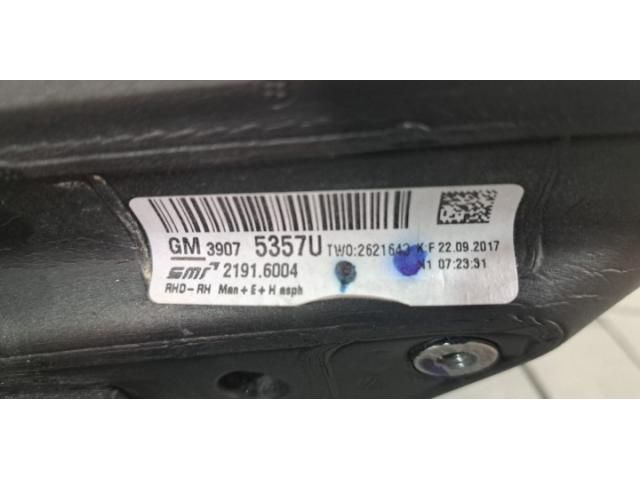 GM 3907 5357U TWO:2621643 K-F 22.09.2017
SMR 2191.6004 N1 07:23:31
RHD-RH Man+E+H asph